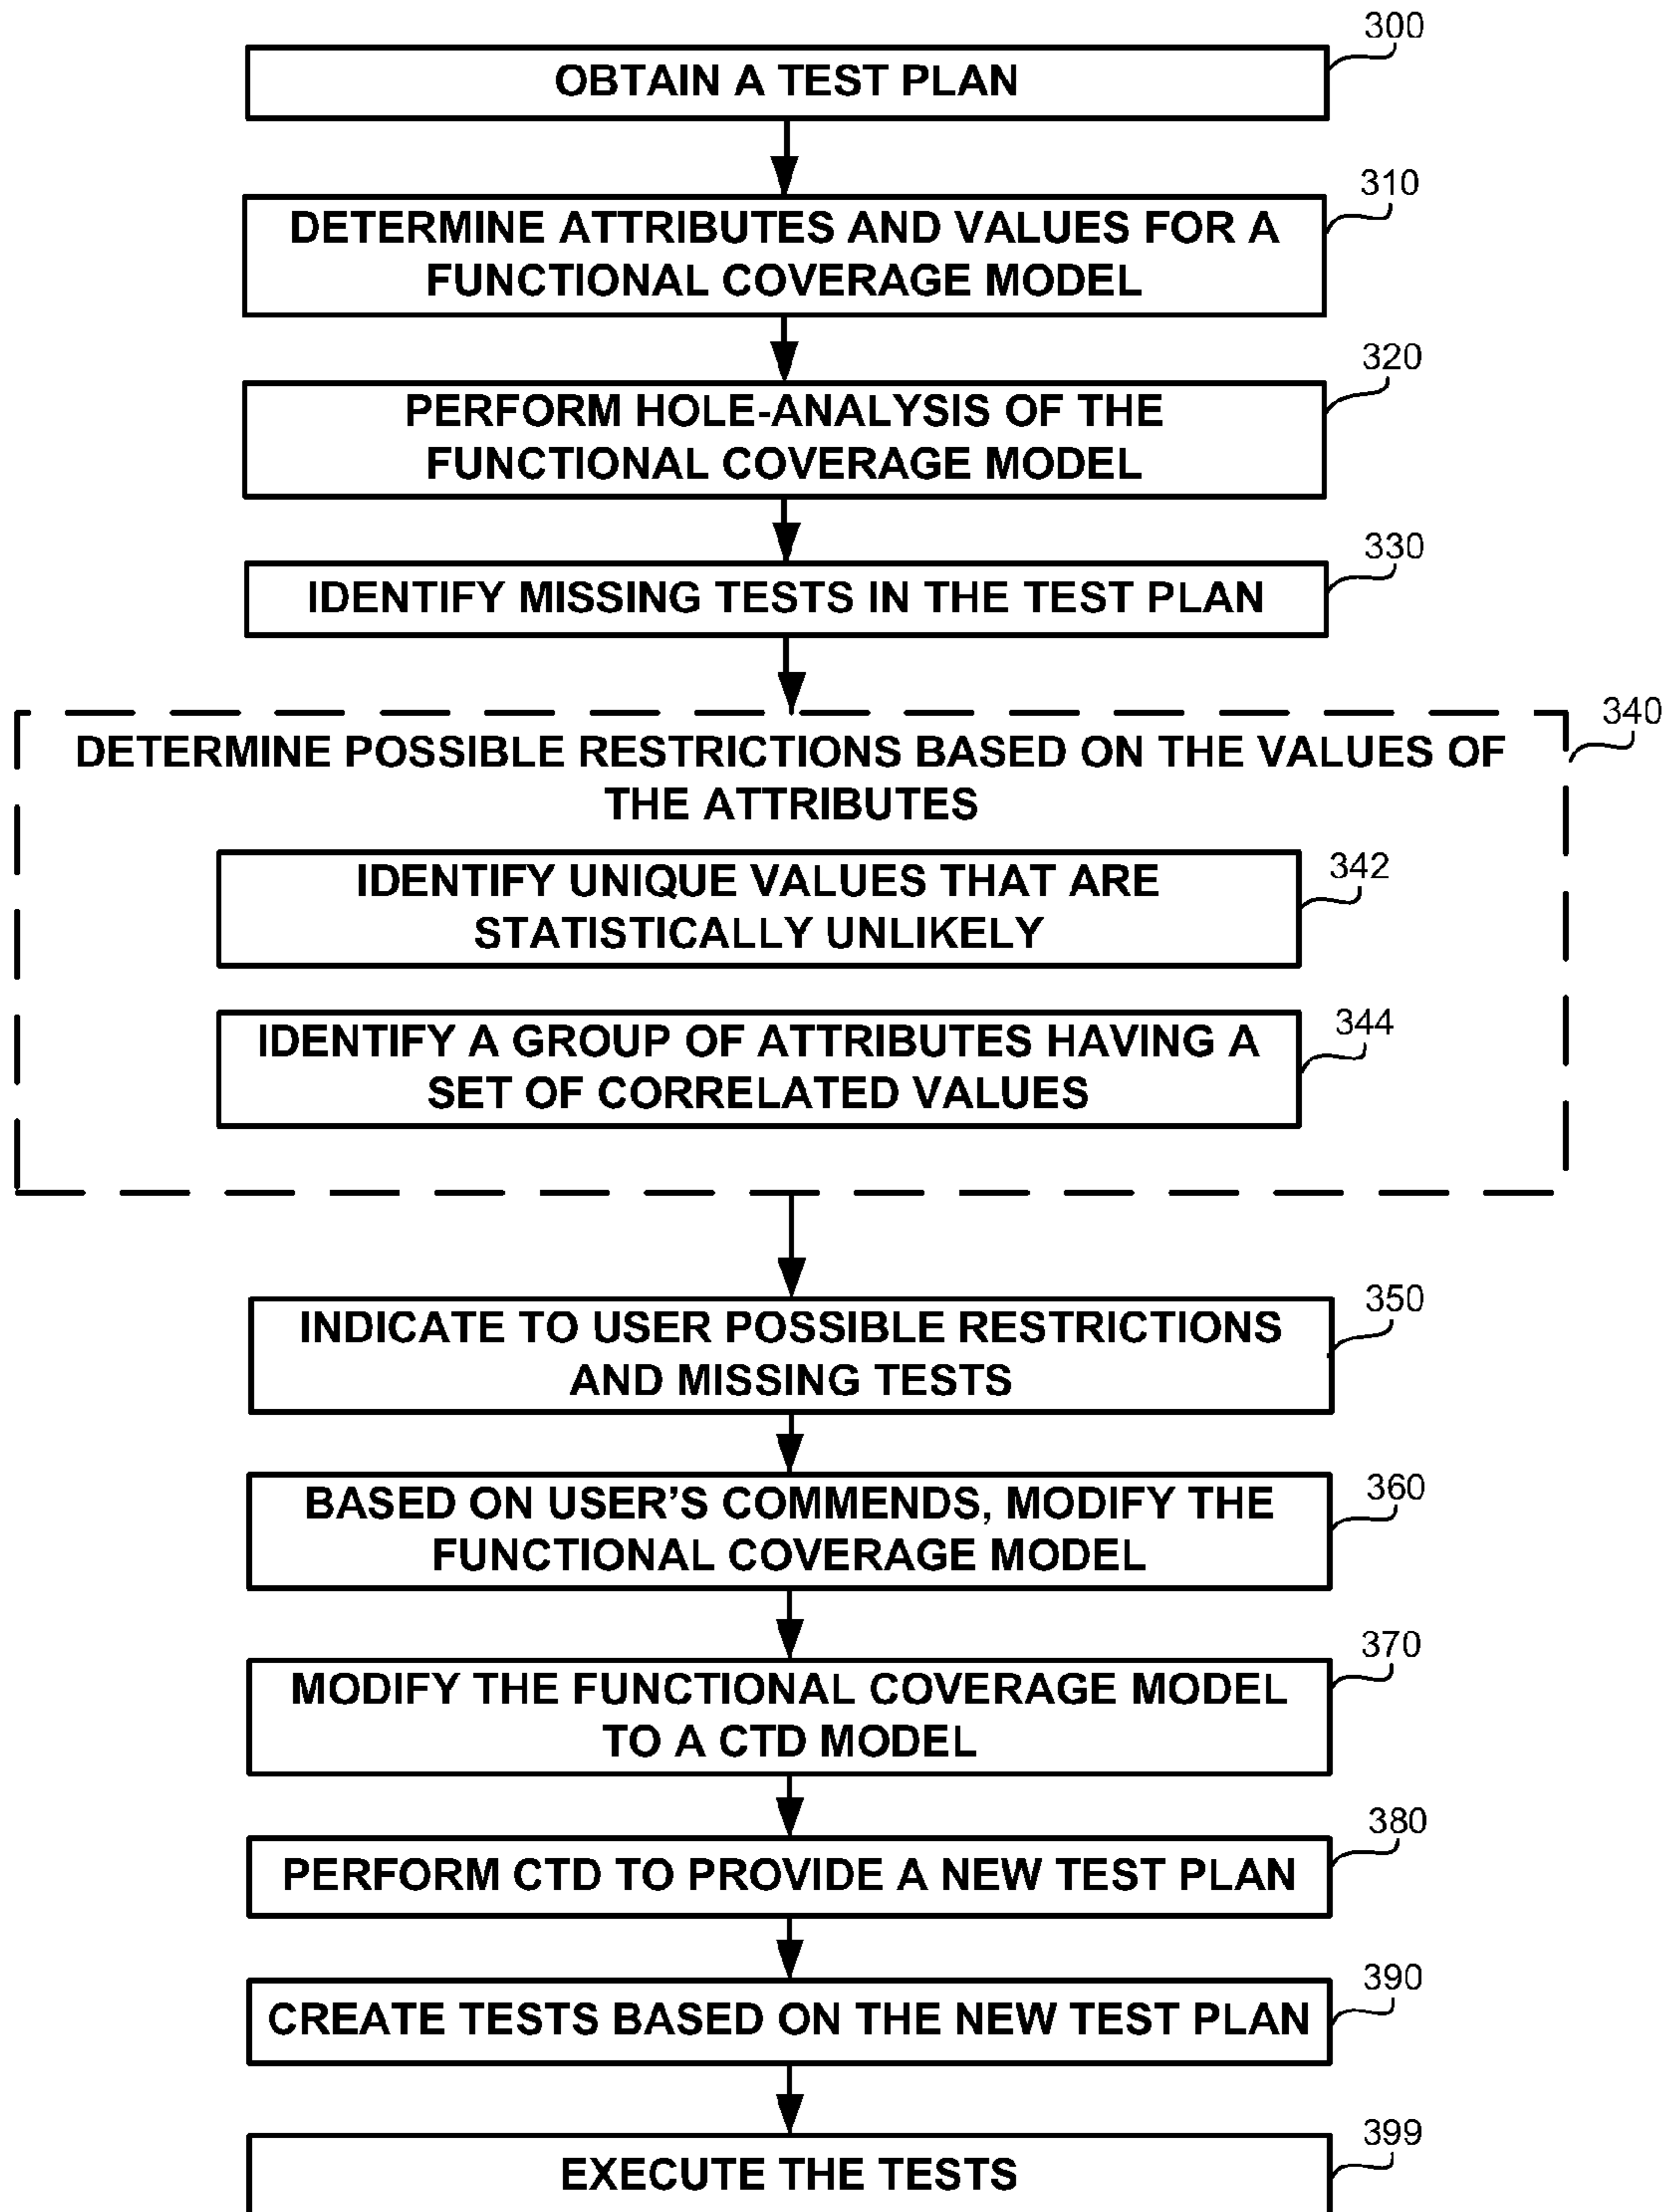 300
OBTAIN A TEST PLAN
310
DETERMINE ATTRIBUTES AND VALUES FOR A
FUNCTIONAL COVERAGE MODEL
320
PERFORM HOLE-ANALYSIS OF THE
FUNCTIONAL COVERAGE MODEL
330
IDENTIFY MISSING TESTS IN THE TEST PLAN
340
DETERMINE POSSIBLE RESTRICTIONS BASED ON THE VALUES OF
THE ATTRIBUTES
342
IDENTIFY UNIQUE VALUES THAT ARE
STATISTICALLY UNLIKELY
344
IDENTIFY A GROUP OF ATTRIBUTES HAVING A
SET OF CORRELATED VALUES
350
INDICATE TO USER POSSIBLE RESTRICTIONS
AND MISSING TESTS
360
BASED ON USER’S COMMENDS, MODIFY THE
FUNCTIONAL COVERAGE MODEL
370
MODIFY THE FUNCTIONAL COVERAGE MODEL
TO A CTD MODEL
380
PERFORM CTD TO PROVIDE A NEW TEST PLAN
390
CREATE TESTS BASED ON THE NEW TEST PLAN
399
EXECUTE THE TESTS